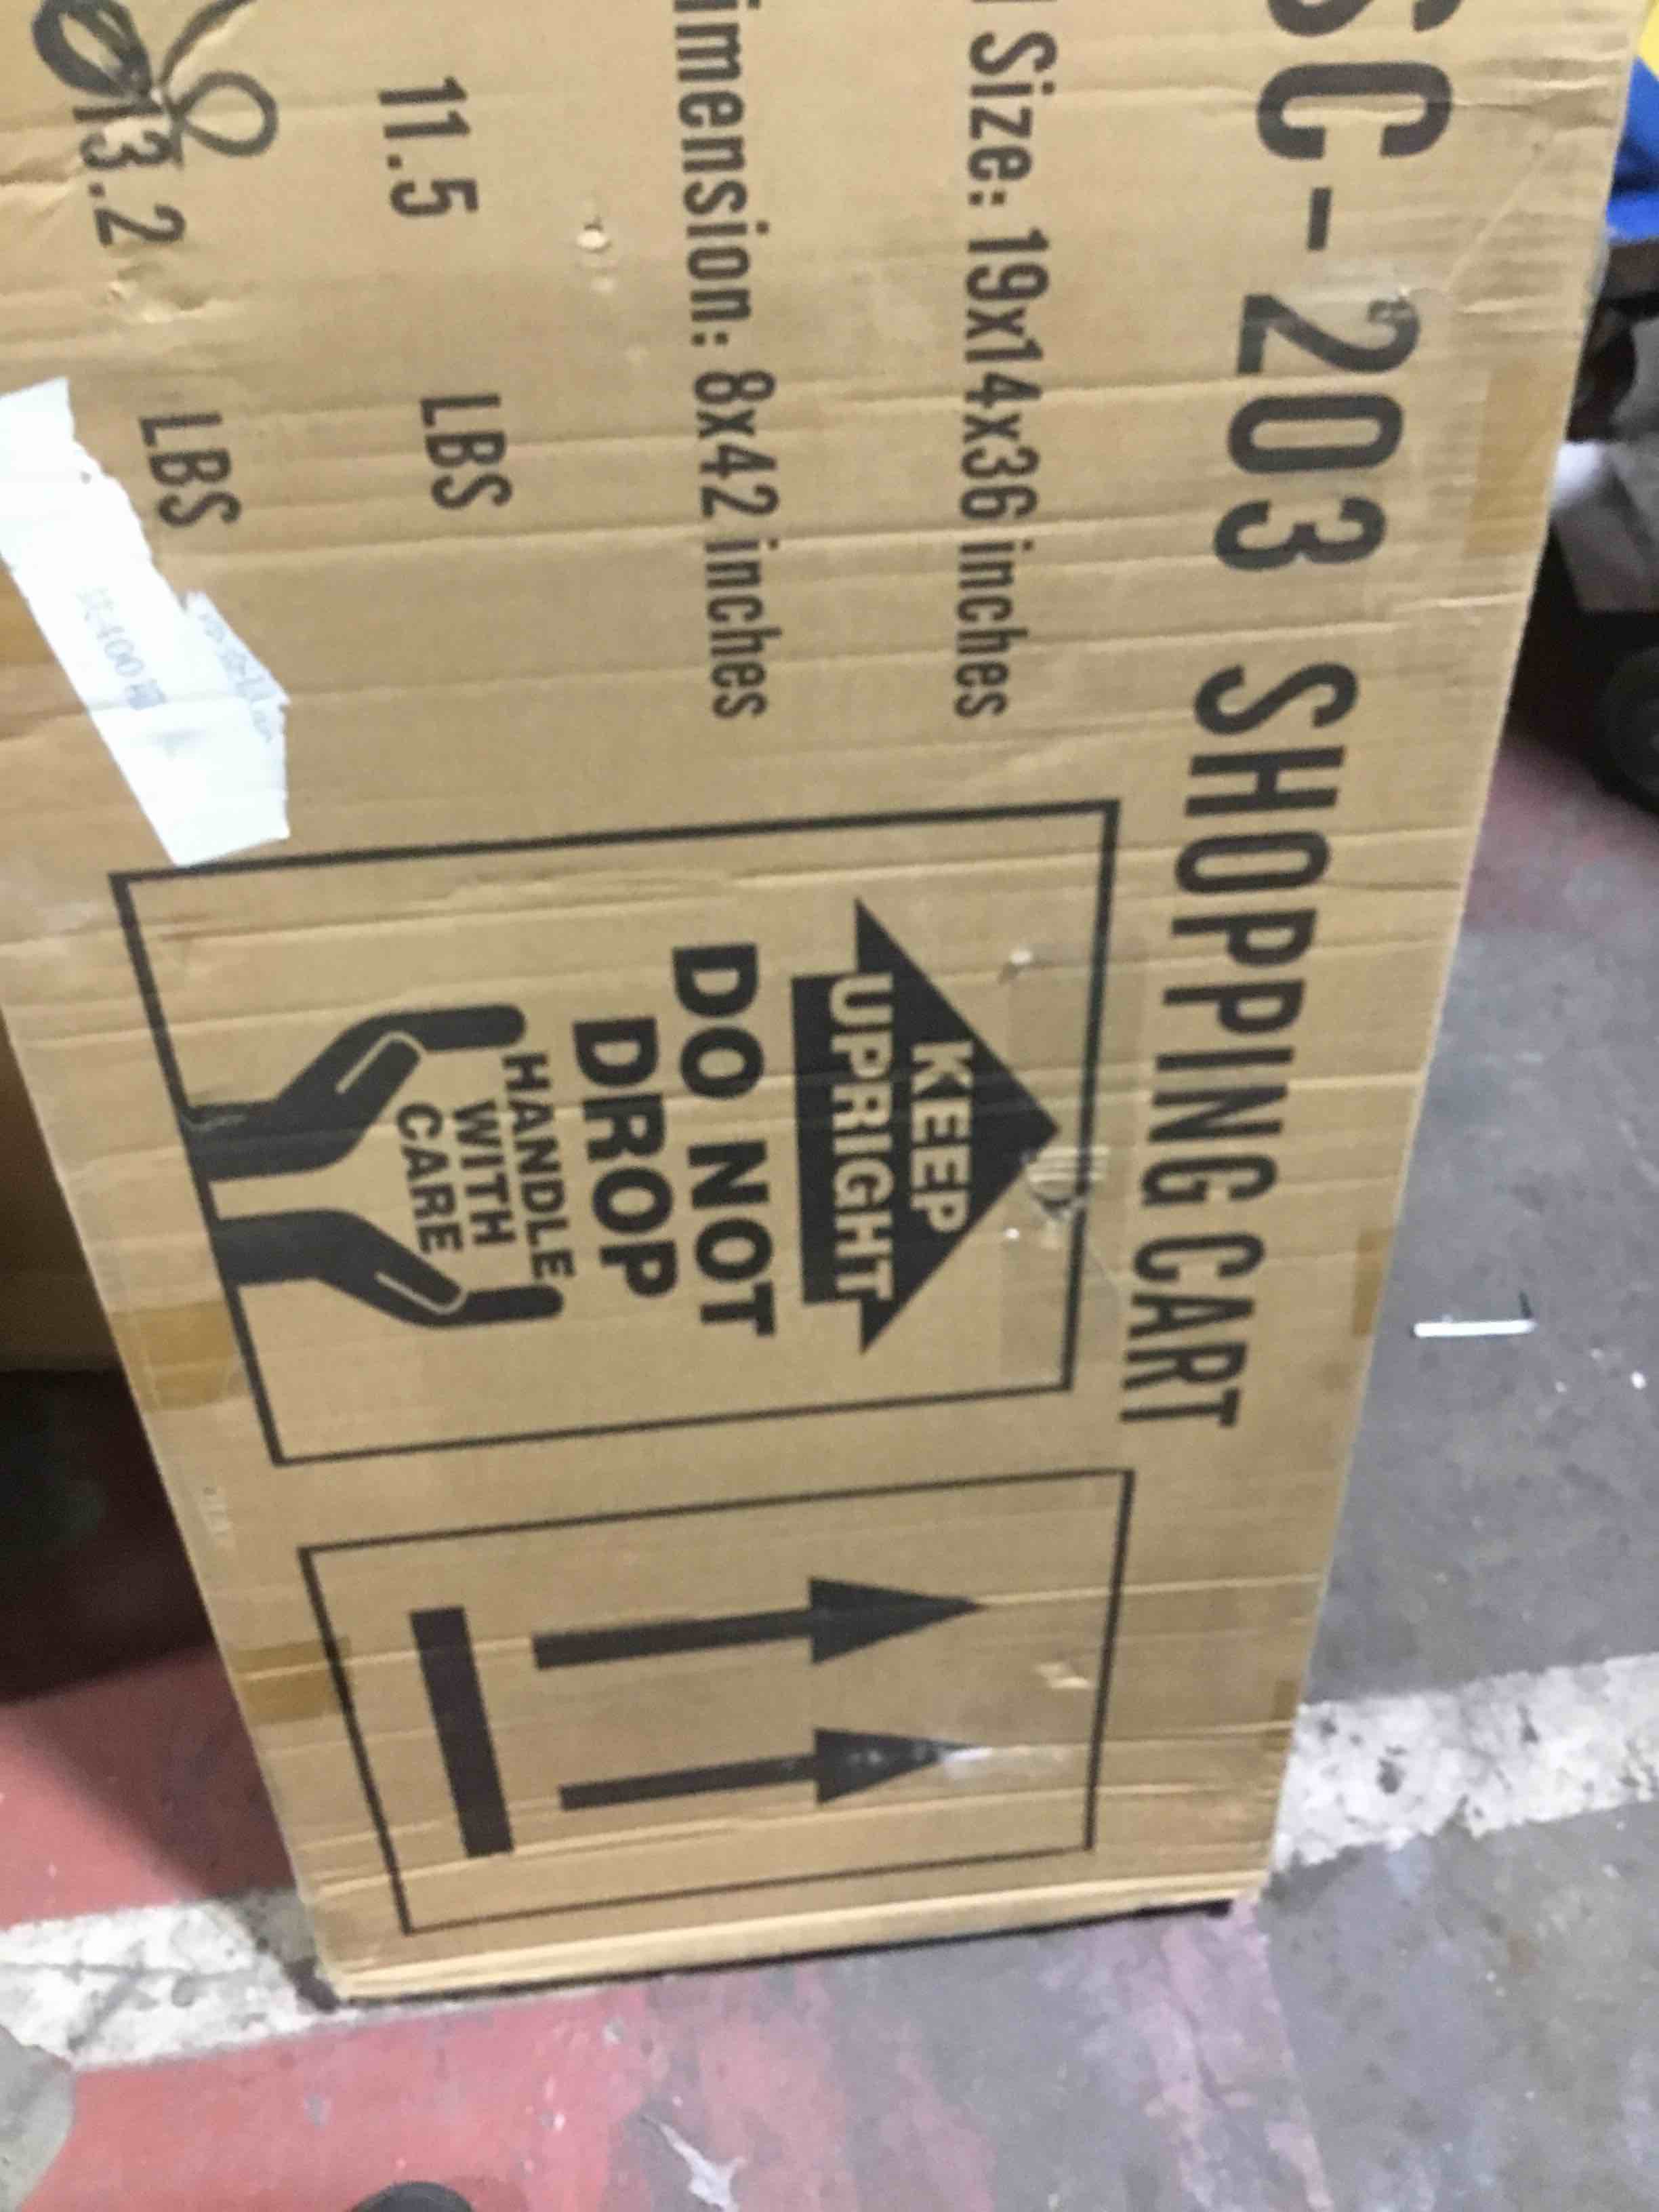 SC-203 SHOPPING CART
Size: 19x14x36 inches
imension: 8x42 inches
11.5 LBS
13.2 LBS
KEEP
UPRIGHT
DO NOT
DROP
HANDLE
WITH
CARE